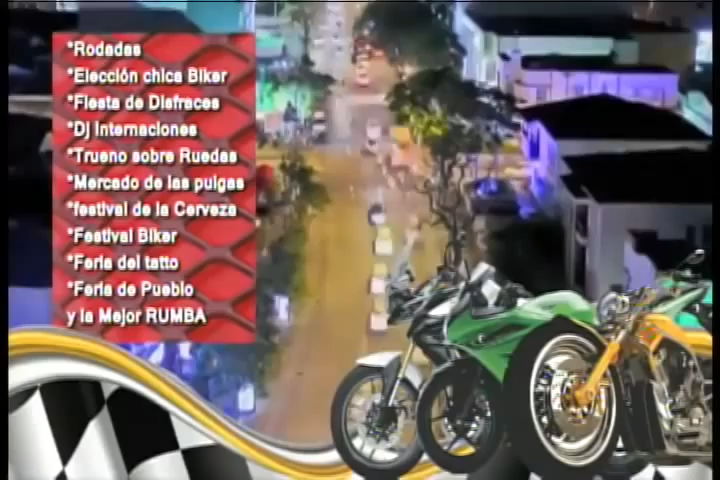 *Rodadas
*Elección chica Biker
*Fiesta de Disfraces
*Dj Internaciones
*Trueno sobre Ruedas
*Mercado de las pulgas
*festival de la Cerveza
*Festival Biker
*Feria del tatto
*Feria de Pueblo
y la Mejor RUMBA